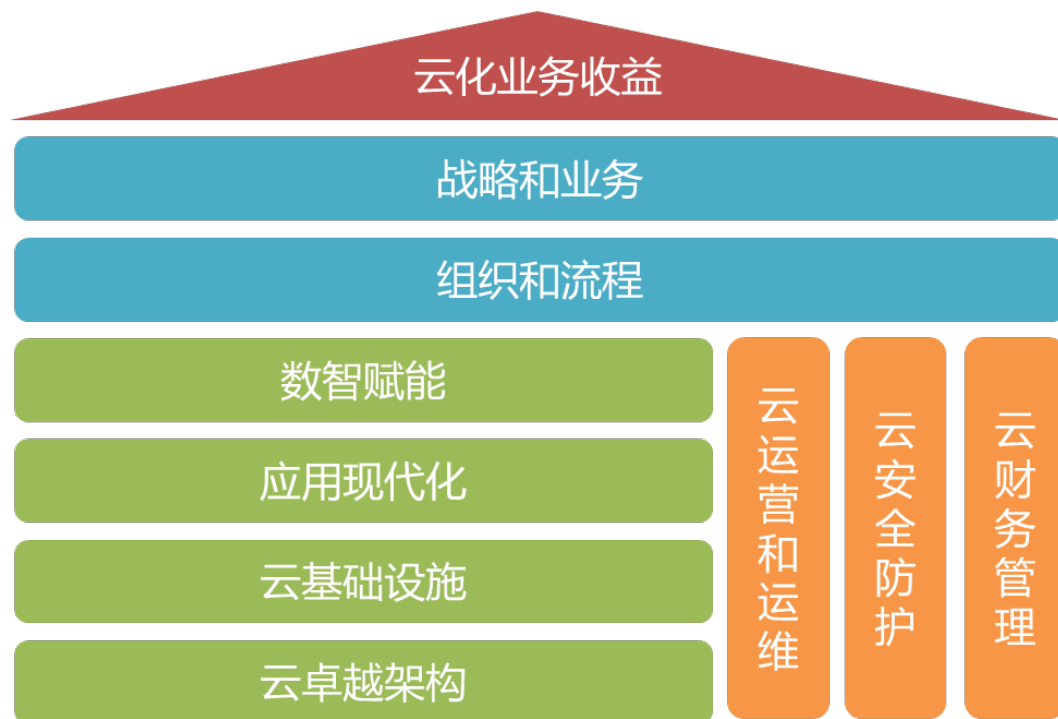 云化业务收益
战略和业务
组织和流程
数智赋能
应用现代化
云基础设施
云卓越架构
云运营和运维
云安全防护
云财务管理